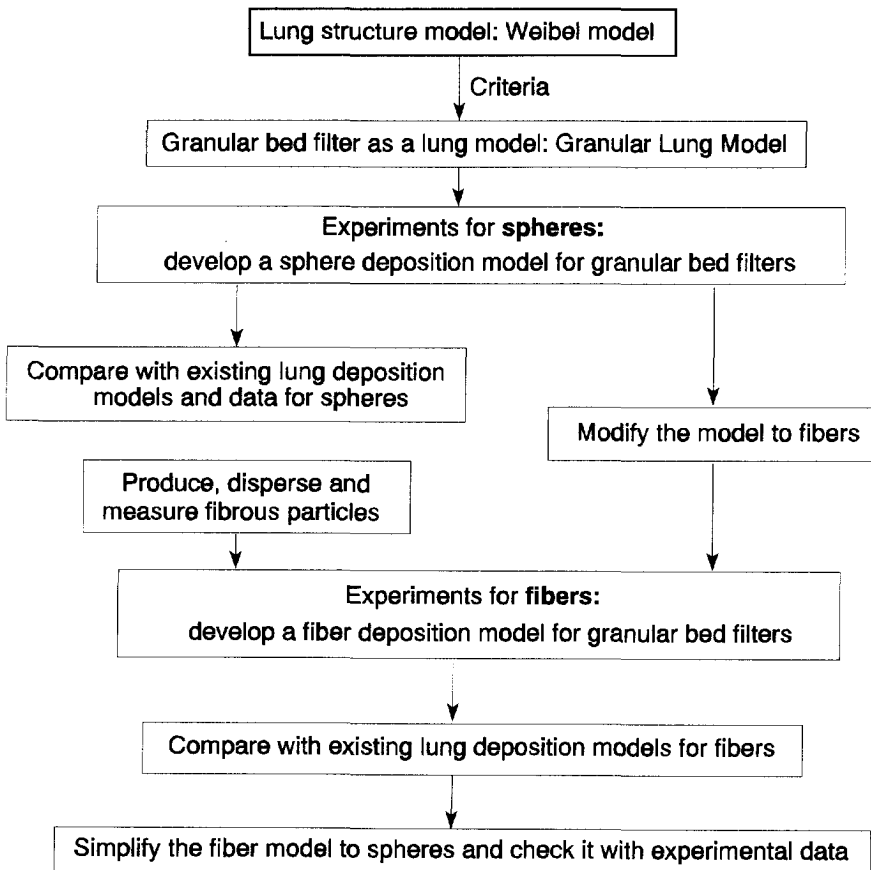 Lung structure model: Weibel model
Criteria
Granular bed filter as a lung model: Granular Lung Model
Experiments for spheres:
develop a sphere deposition model for granular bed filters
Compare with existing lung deposition
models and data for spheres
Modify the model to fibers
Produce, disperse and
measure fibrous particles
Experiments for fibers:
develop a fiber deposition model for granular bed filters
Compare with existing lung deposition models for fibers
Simplify the fiber model to spheres and check it with experimental data